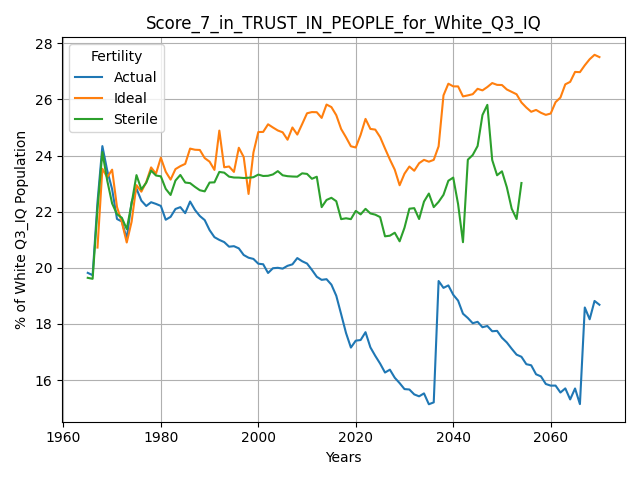 Score_7_in_TRUST_IN_PEOPLE_for_White_Q3_IQ
28
26
24
22
20
18
16
% of White Q3_IQ Population
Fertility
Actual
Ideal
Sterile
1960
1980
2000
2020
2040
2060
Years